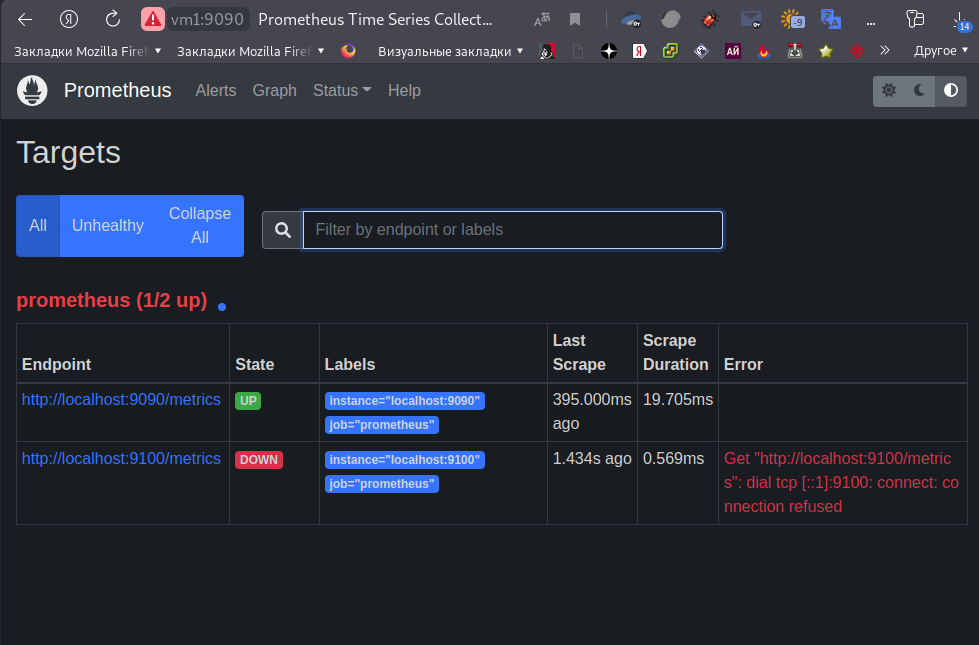 vm1:9090 Prometheus Time Series Collect... -9 ... 14
Закладки Mozilla Firef Закладки Mozilla Firef Визуальные закладки Я АЙ Другое
Prometheus Alerts Graph Status Help
Targets
All Unhealthy Collapse All
Filter by endpoint or labels
prometheus (1/2 up)
Endpoint State Labels Last Scrape Scrape Duration Error
http://localhost:9090/metrics UP instance="localhost:9090" 395.000ms 19.705ms
job="prometheus" ago
http://localhost:9100/metrics DOWN instance="localhost:9100" 1.434s ago 0.569ms Get "http://localhost:9100/metric
job="prometheus" s": dial tcp [::1]:9100: connect: co
nnection refused